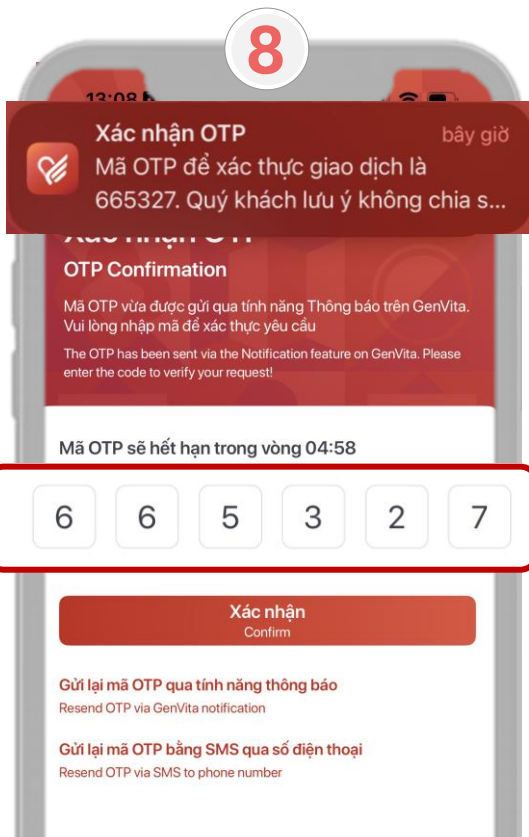 8
13:08
Xác nhận OTP
bây giờ
Mã OTP để xác thực giao dịch là
665327. Quý khách lưu ý không chia s...
Xác nhận OTP
OTP Confirmation
Mã OTP vừa được gửi qua tính năng Thông báo trên GenVita.
Vui lòng nhập mã để xác thực yêu cầu
The OTP has been sent via the Notification feature on GenVita. Please
enter the code to verify your request!
Mã OTP sẽ hết hạn trong vòng 04:58
6 6 5 3 2 7
Xác nhận
Confirm
Gửi lại mã OTP qua tính năng thông báo
Resend OTP via GenVita notification
Gửi lại mã OTP bằng SMS qua số điện thoại
Resend OTP via SMS to phone number